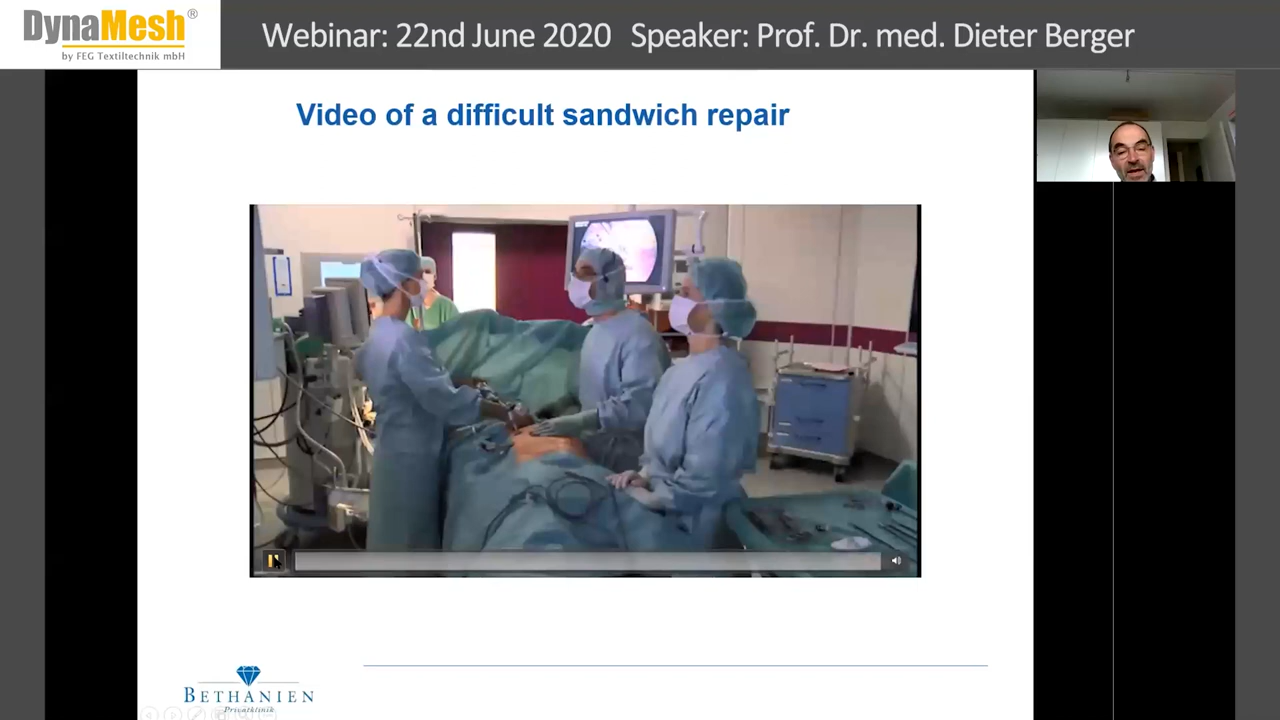 DynaMesh®
by FEG Textiltechnik mbH
Webinar: 22nd June 2020 Speaker: Prof. Dr. med. Dieter Berger
Video of a difficult sandwich repair
BETHANIEN
Privatklinik